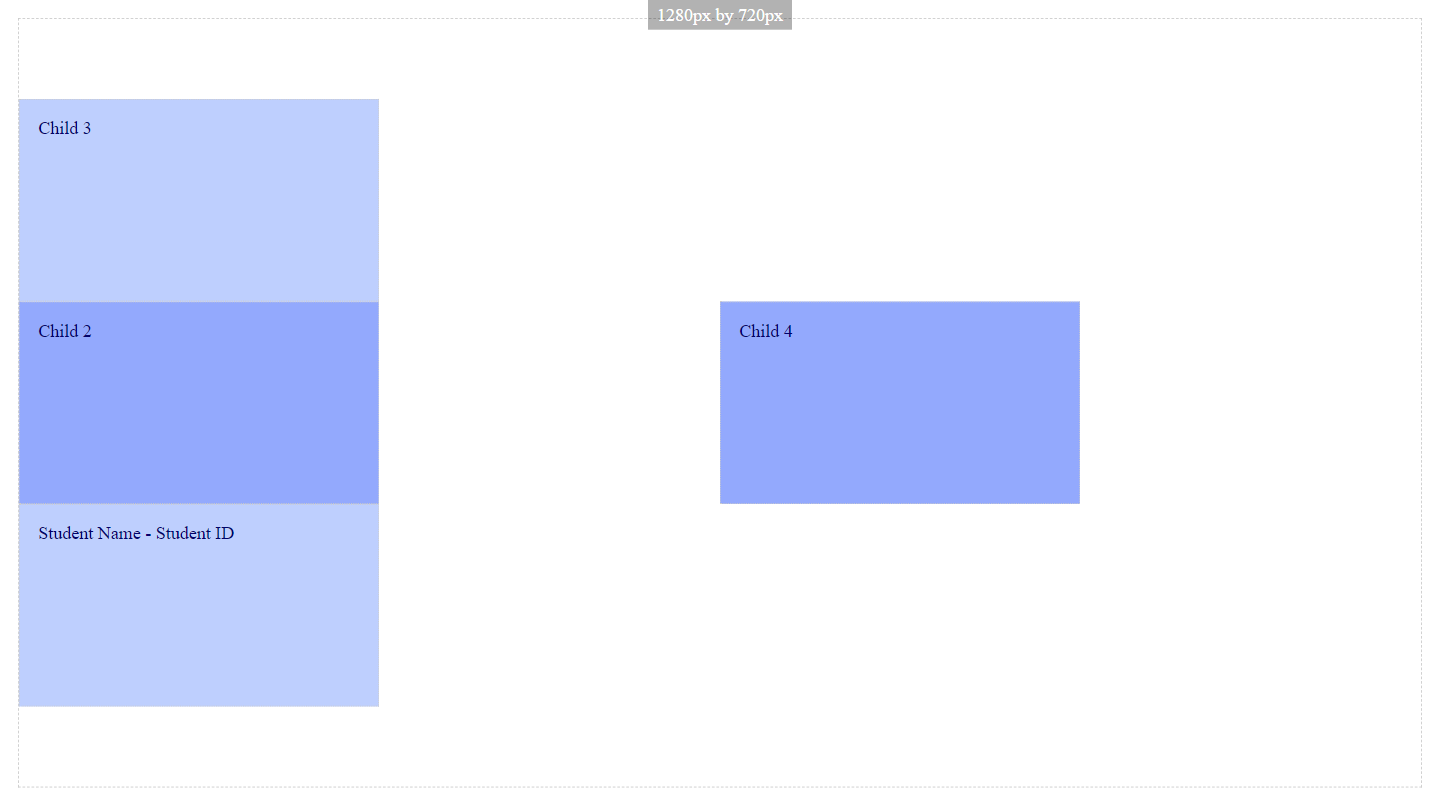 1280px by 720px
Child 3
Child 2
Child 4
Student Name - Student ID